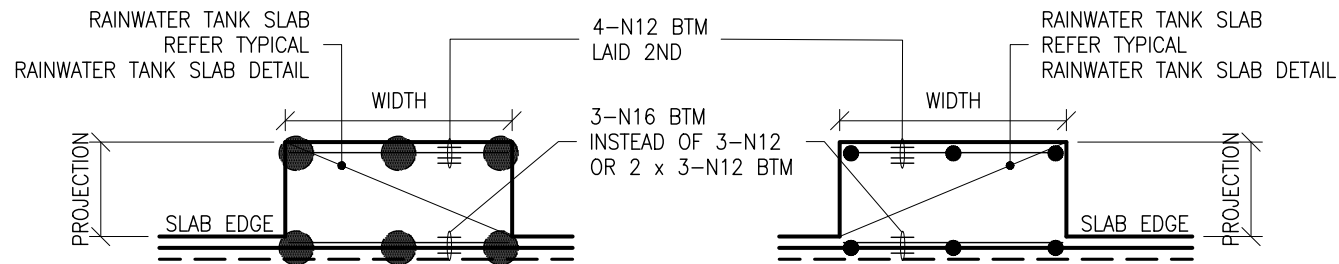 RAINWATER TANK SLAB
REFER TYPICAL
RAINWATER TANK SLAB DETAIL
4-N12 BTM
LAID 2ND
RAINWATER TANK SLAB
REFER TYPICAL
RAINWATER TANK SLAB DETAIL
WIDTH
3-N16 BTM
INSTEAD OF 3-N12
OR 2 x 3-N12 BTM
WIDTH
PROJECTION
SLAB EDGE
SLAB EDGE
PROJECTION